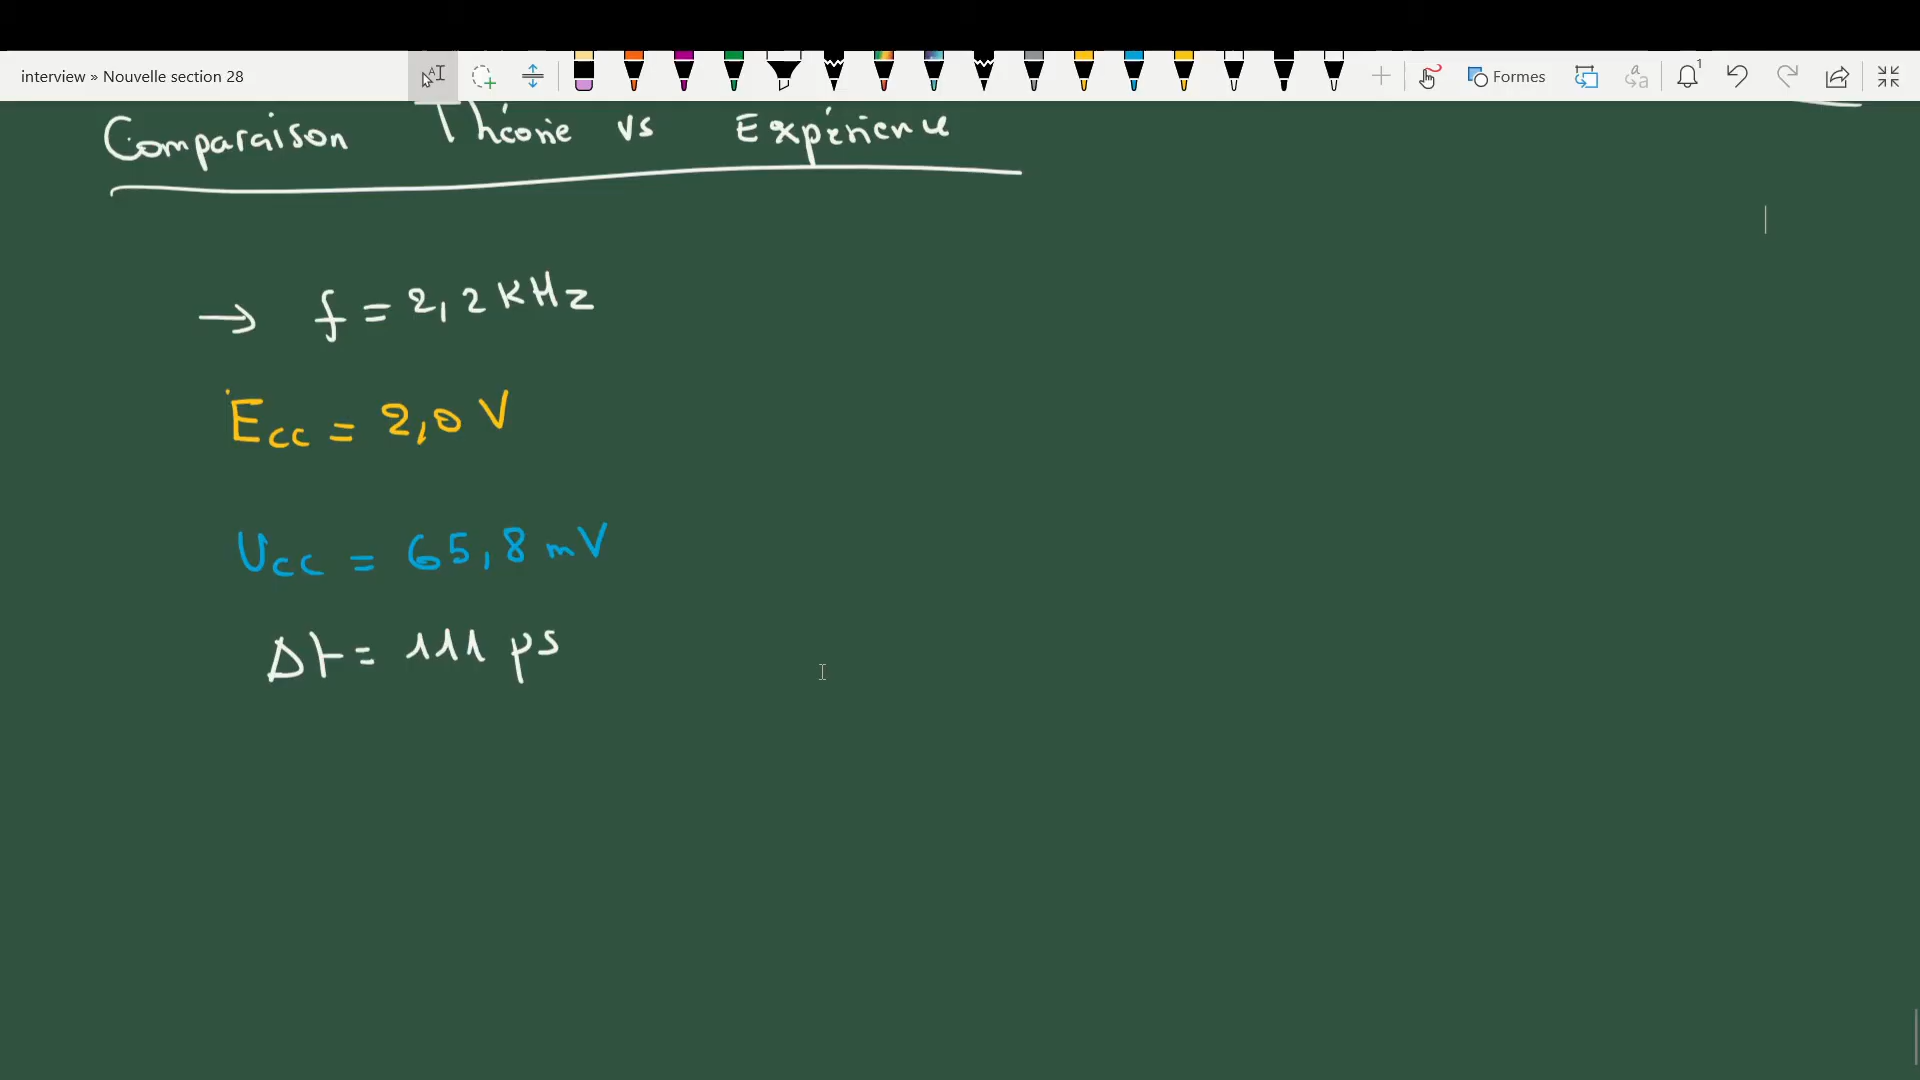 interview » Nouvelle section 28
Formes
1
Comparaison Théorie vs Expérience
→ f = 2,2 KHz
Ecc = 2,0 V
Ucc = 65,8 mV
Δt = 111 µs